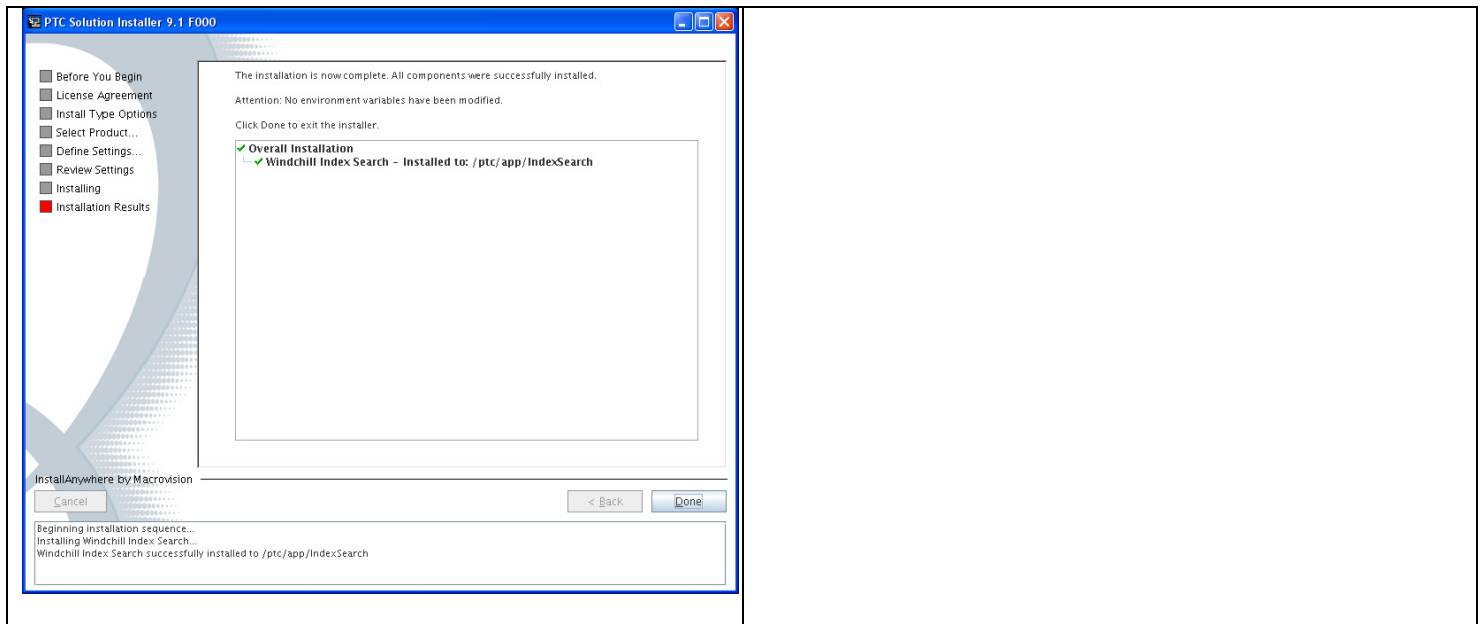 PTC Solution Installer 9.1 F000
Before You Begin
License Agreement
Install Type Options
Select Product...
Define Settings...
Review Settings
Installing
Installation Results
The installation is now complete. All components were successfully installed.
Attention: No environment variables have been modified.
Click Done to exit the installer.
Overall Installation
Windchill Index Search - Installed to: /ptc/app/IndexSearch
InstallAnywhere by Macrovision
Cancel
< Back
Done
Beginning installation sequence...
Installing Windchill Index Search...
Windchill Index Search successfully installed to /ptc/app/IndexSearch